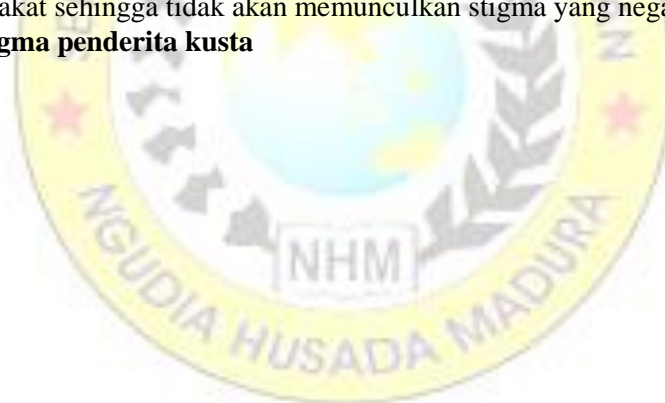 akat sehingga tidak akan memunculkan stigma yang nega
gma penderita kusta
NHM
NGUDIA HUSADA MADURA